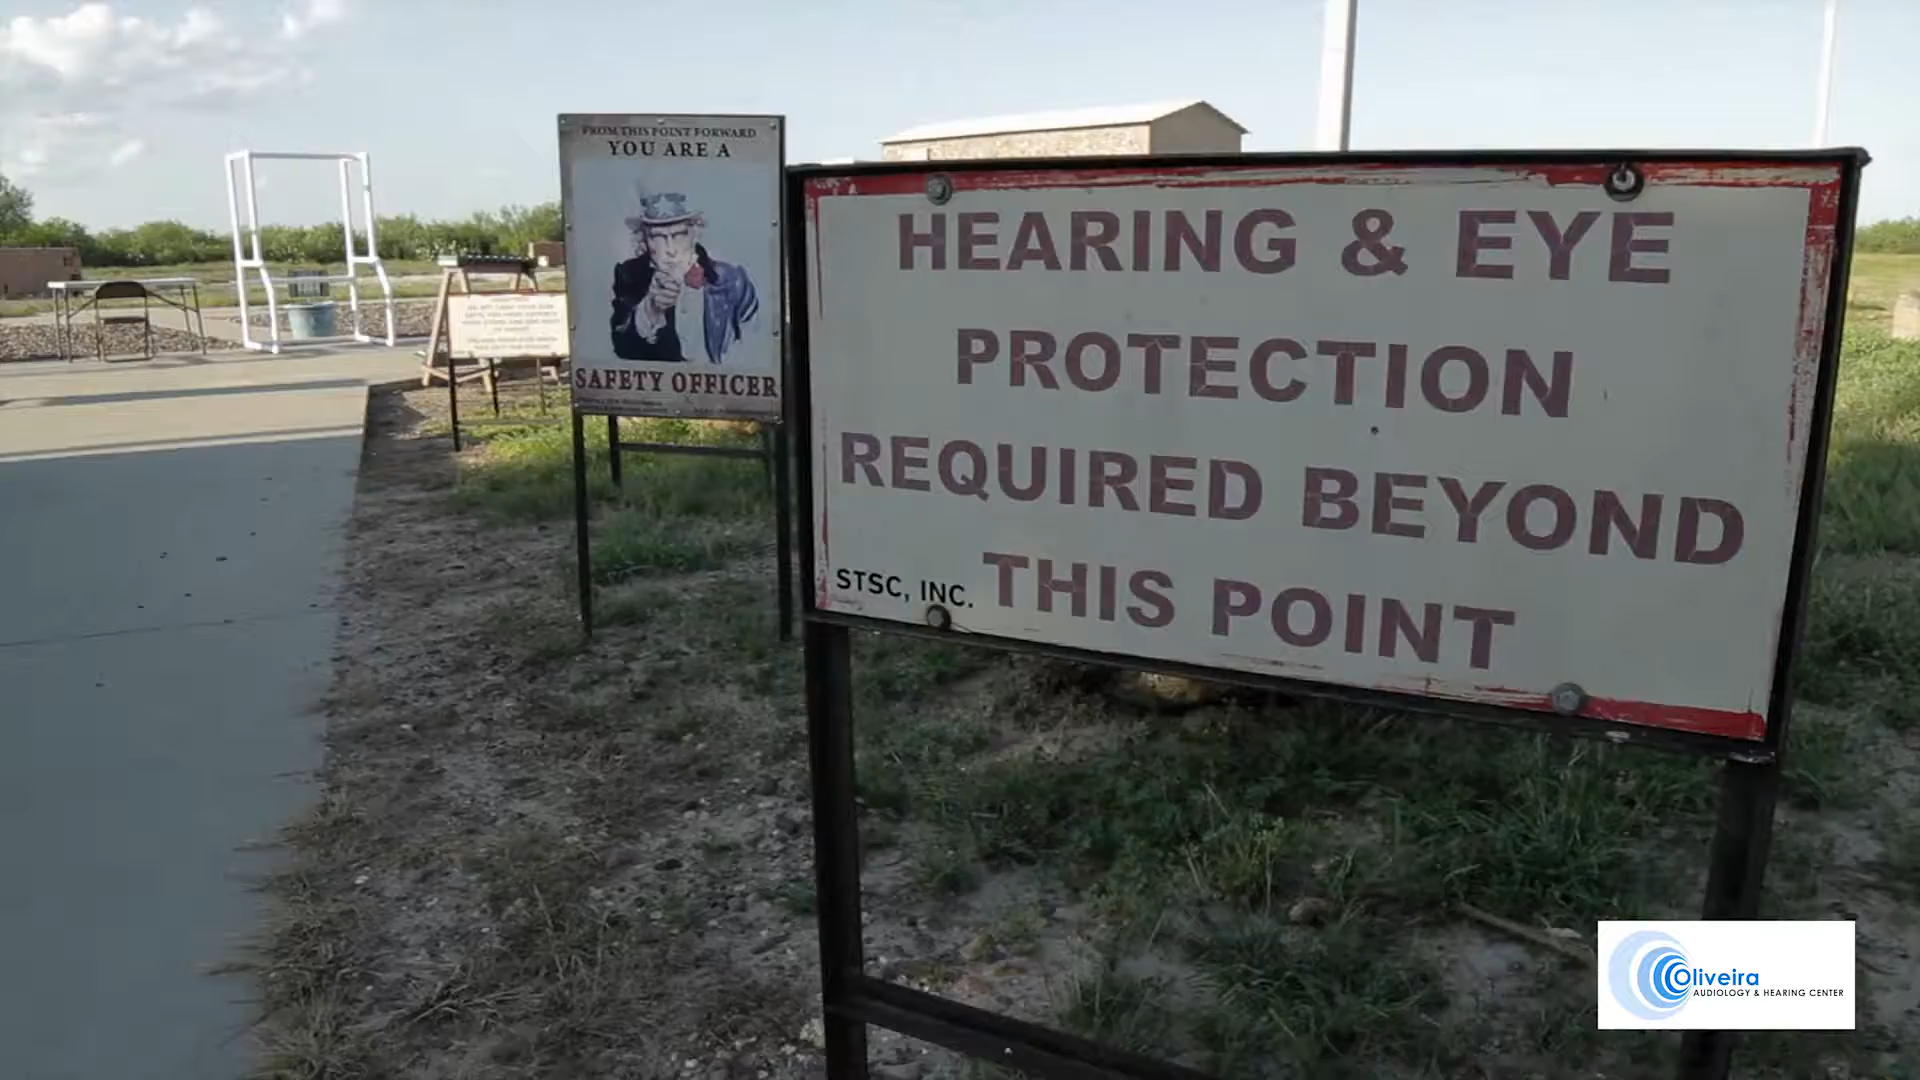 FROM THIS POINT FORWARD
YOU ARE A
SAFETY OFFICER
HEARING & EYE
PROTECTION
REQUIRED BEYOND
THIS POINT
STSC, INC.
Oliveira
AUDIOLOGY & HEARING CENTER